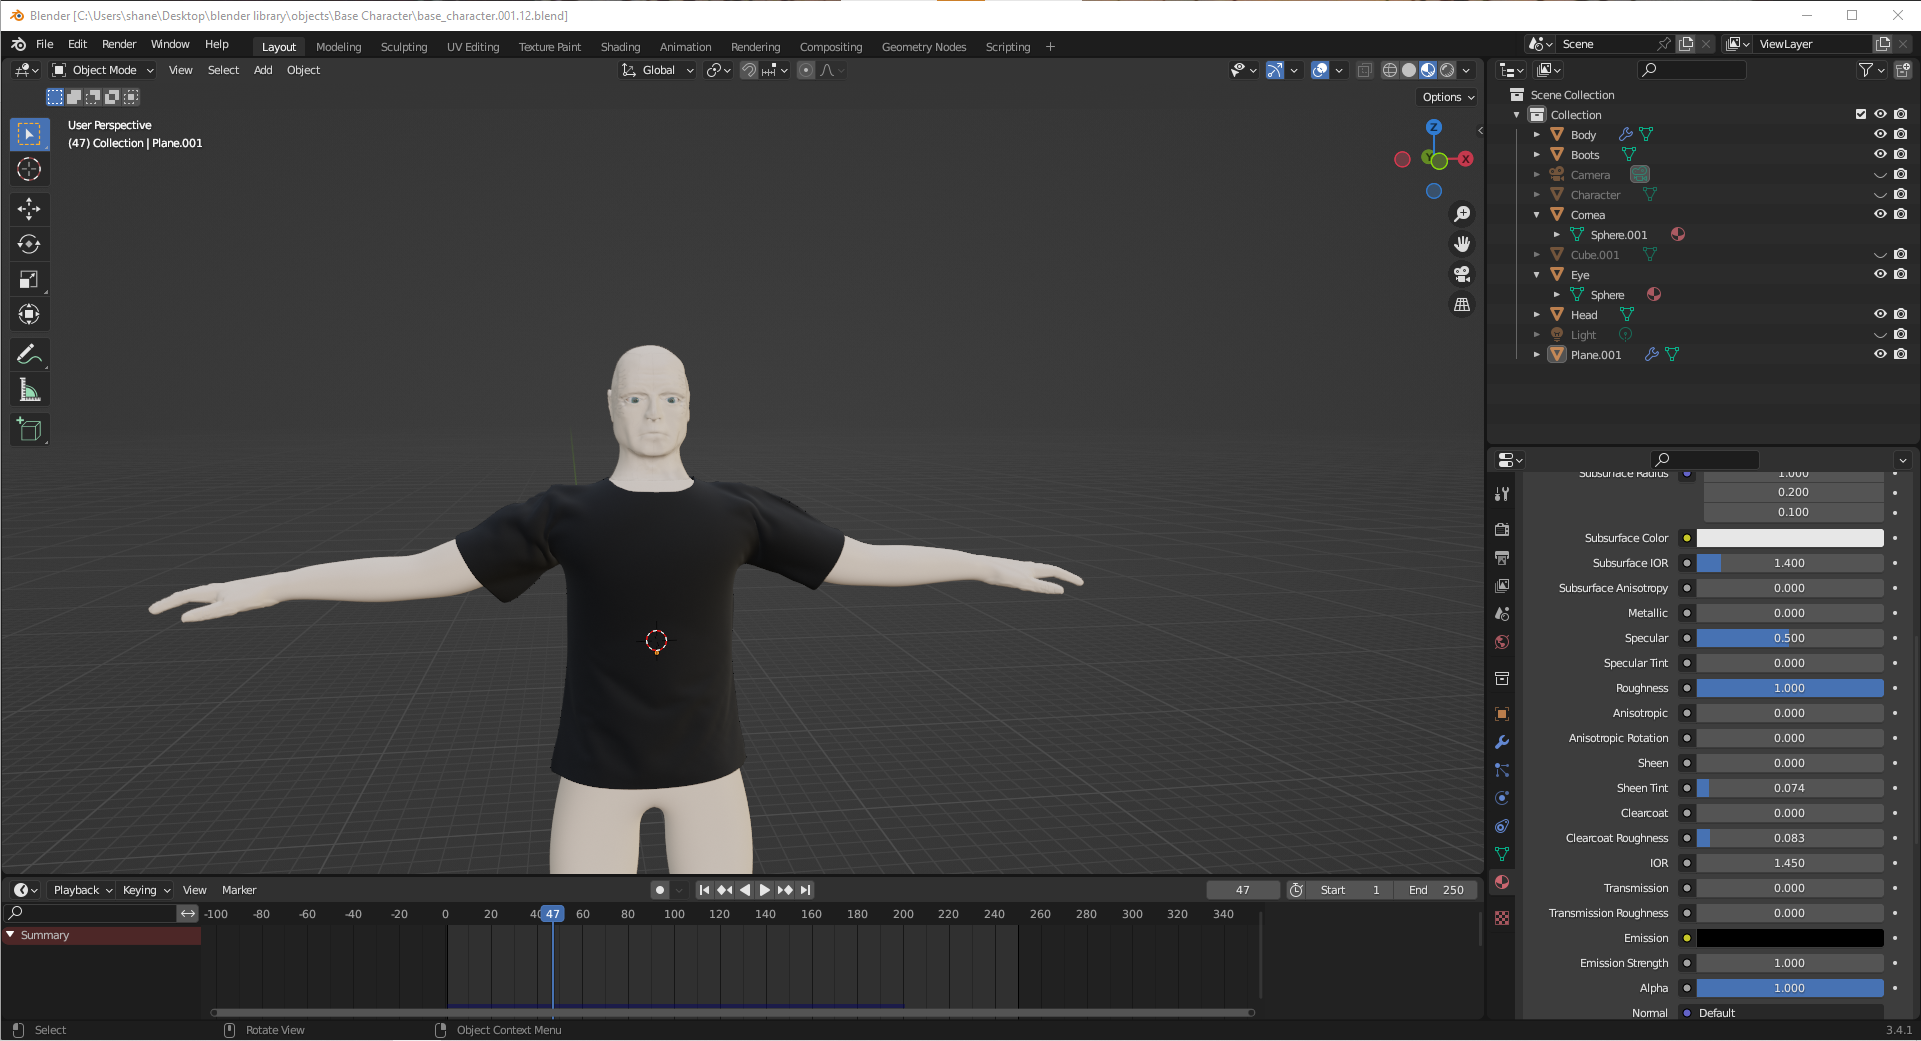 Blender [C:\Users\shane\Desktop\blender library\objects\Base Character\base_character.001.12.blend]
File Edit Render Window Help Layout Modeling Sculpting UV Editing Texture Paint Shading Animation Rendering Compositing Geometry Nodes Scripting + Scene ViewLayer
Object Mode View Select Add Object Global
Options
User Perspective
(47) Collection | Plane.001
Z
Y
X
Scene Collection
Collection
Body
Boots
Camera
Character
Cornea
Sphere.001
Cube.001
Eye
Sphere
Head
Light
Plane.001
Subsurface Radius 1.000
0.200
0.100
Subsurface Color
Subsurface IOR 1.400
Subsurface Anisotropy 0.000
Metallic 0.000
Specular 0.500
Specular Tint 0.000
Roughness 1.000
Anisotropic 0.000
Anisotropic Rotation 0.000
Sheen 0.000
Sheen Tint 0.074
Clearcoat 0.000
Clearcoat Roughness 0.083
IOR 1.450
Transmission 0.000
Transmission Roughness 0.000
Emission
Emission Strength 1.000
Alpha 1.000
Normal Default
Playback Keying View Marker 47 Start 1 End 250
-100 -80 -60 -40 -20 0 20 40 47 60 80 100 120 140 160 180 200 220 240 260 280 300 320 340
Summary
Select Rotate View Object Context Menu 3.4.1